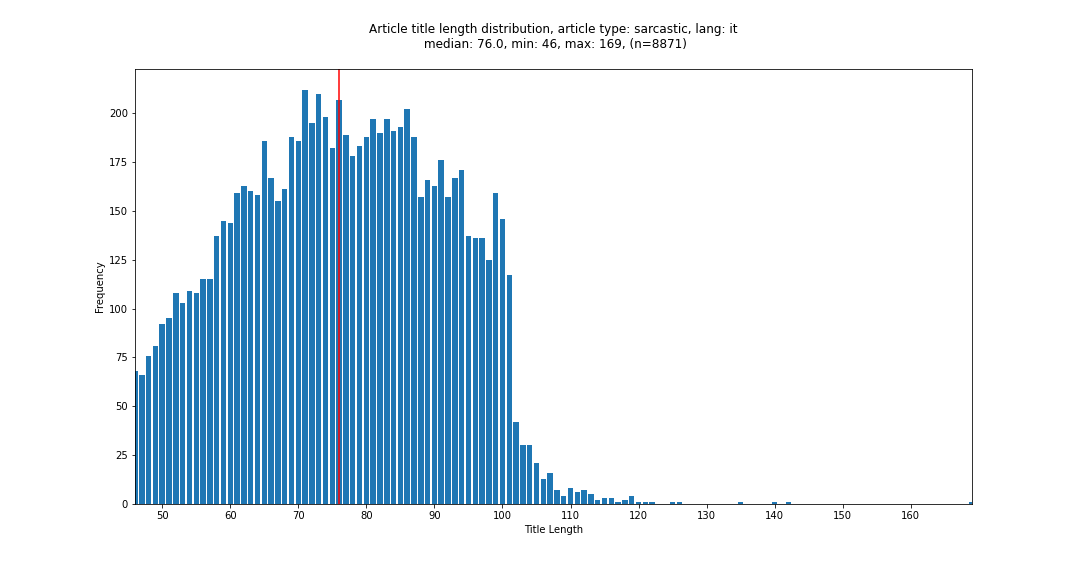 Article title length distribution, article type: sarcastic, lang: it
median: 76.0, min: 46, max: 169, (n=8871)
200
175
150
125
100
75
50
25
0
Frequency
50 60 70 80 90 100 110 120 130 140 150 160
Title Length